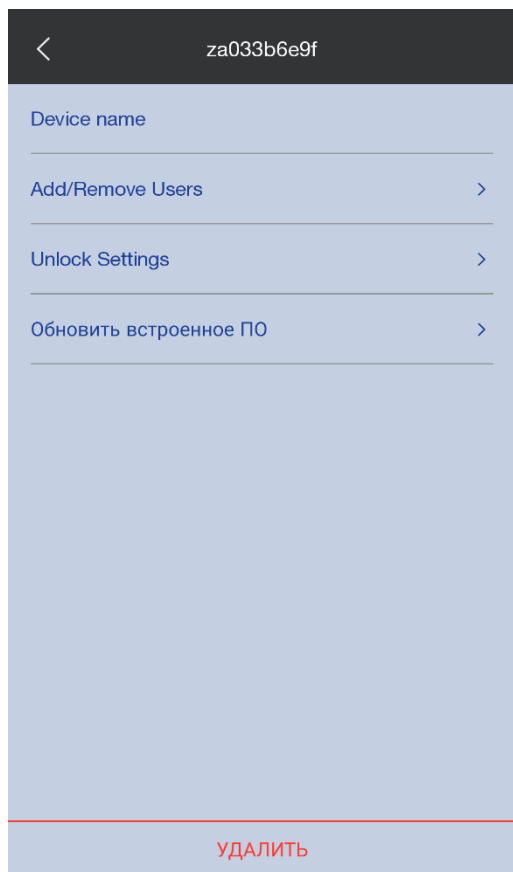 za033b6e9f
Device name
Add/Remove Users
Unlock Settings
Обновить встроенное ПО
УДАЛИТЬ